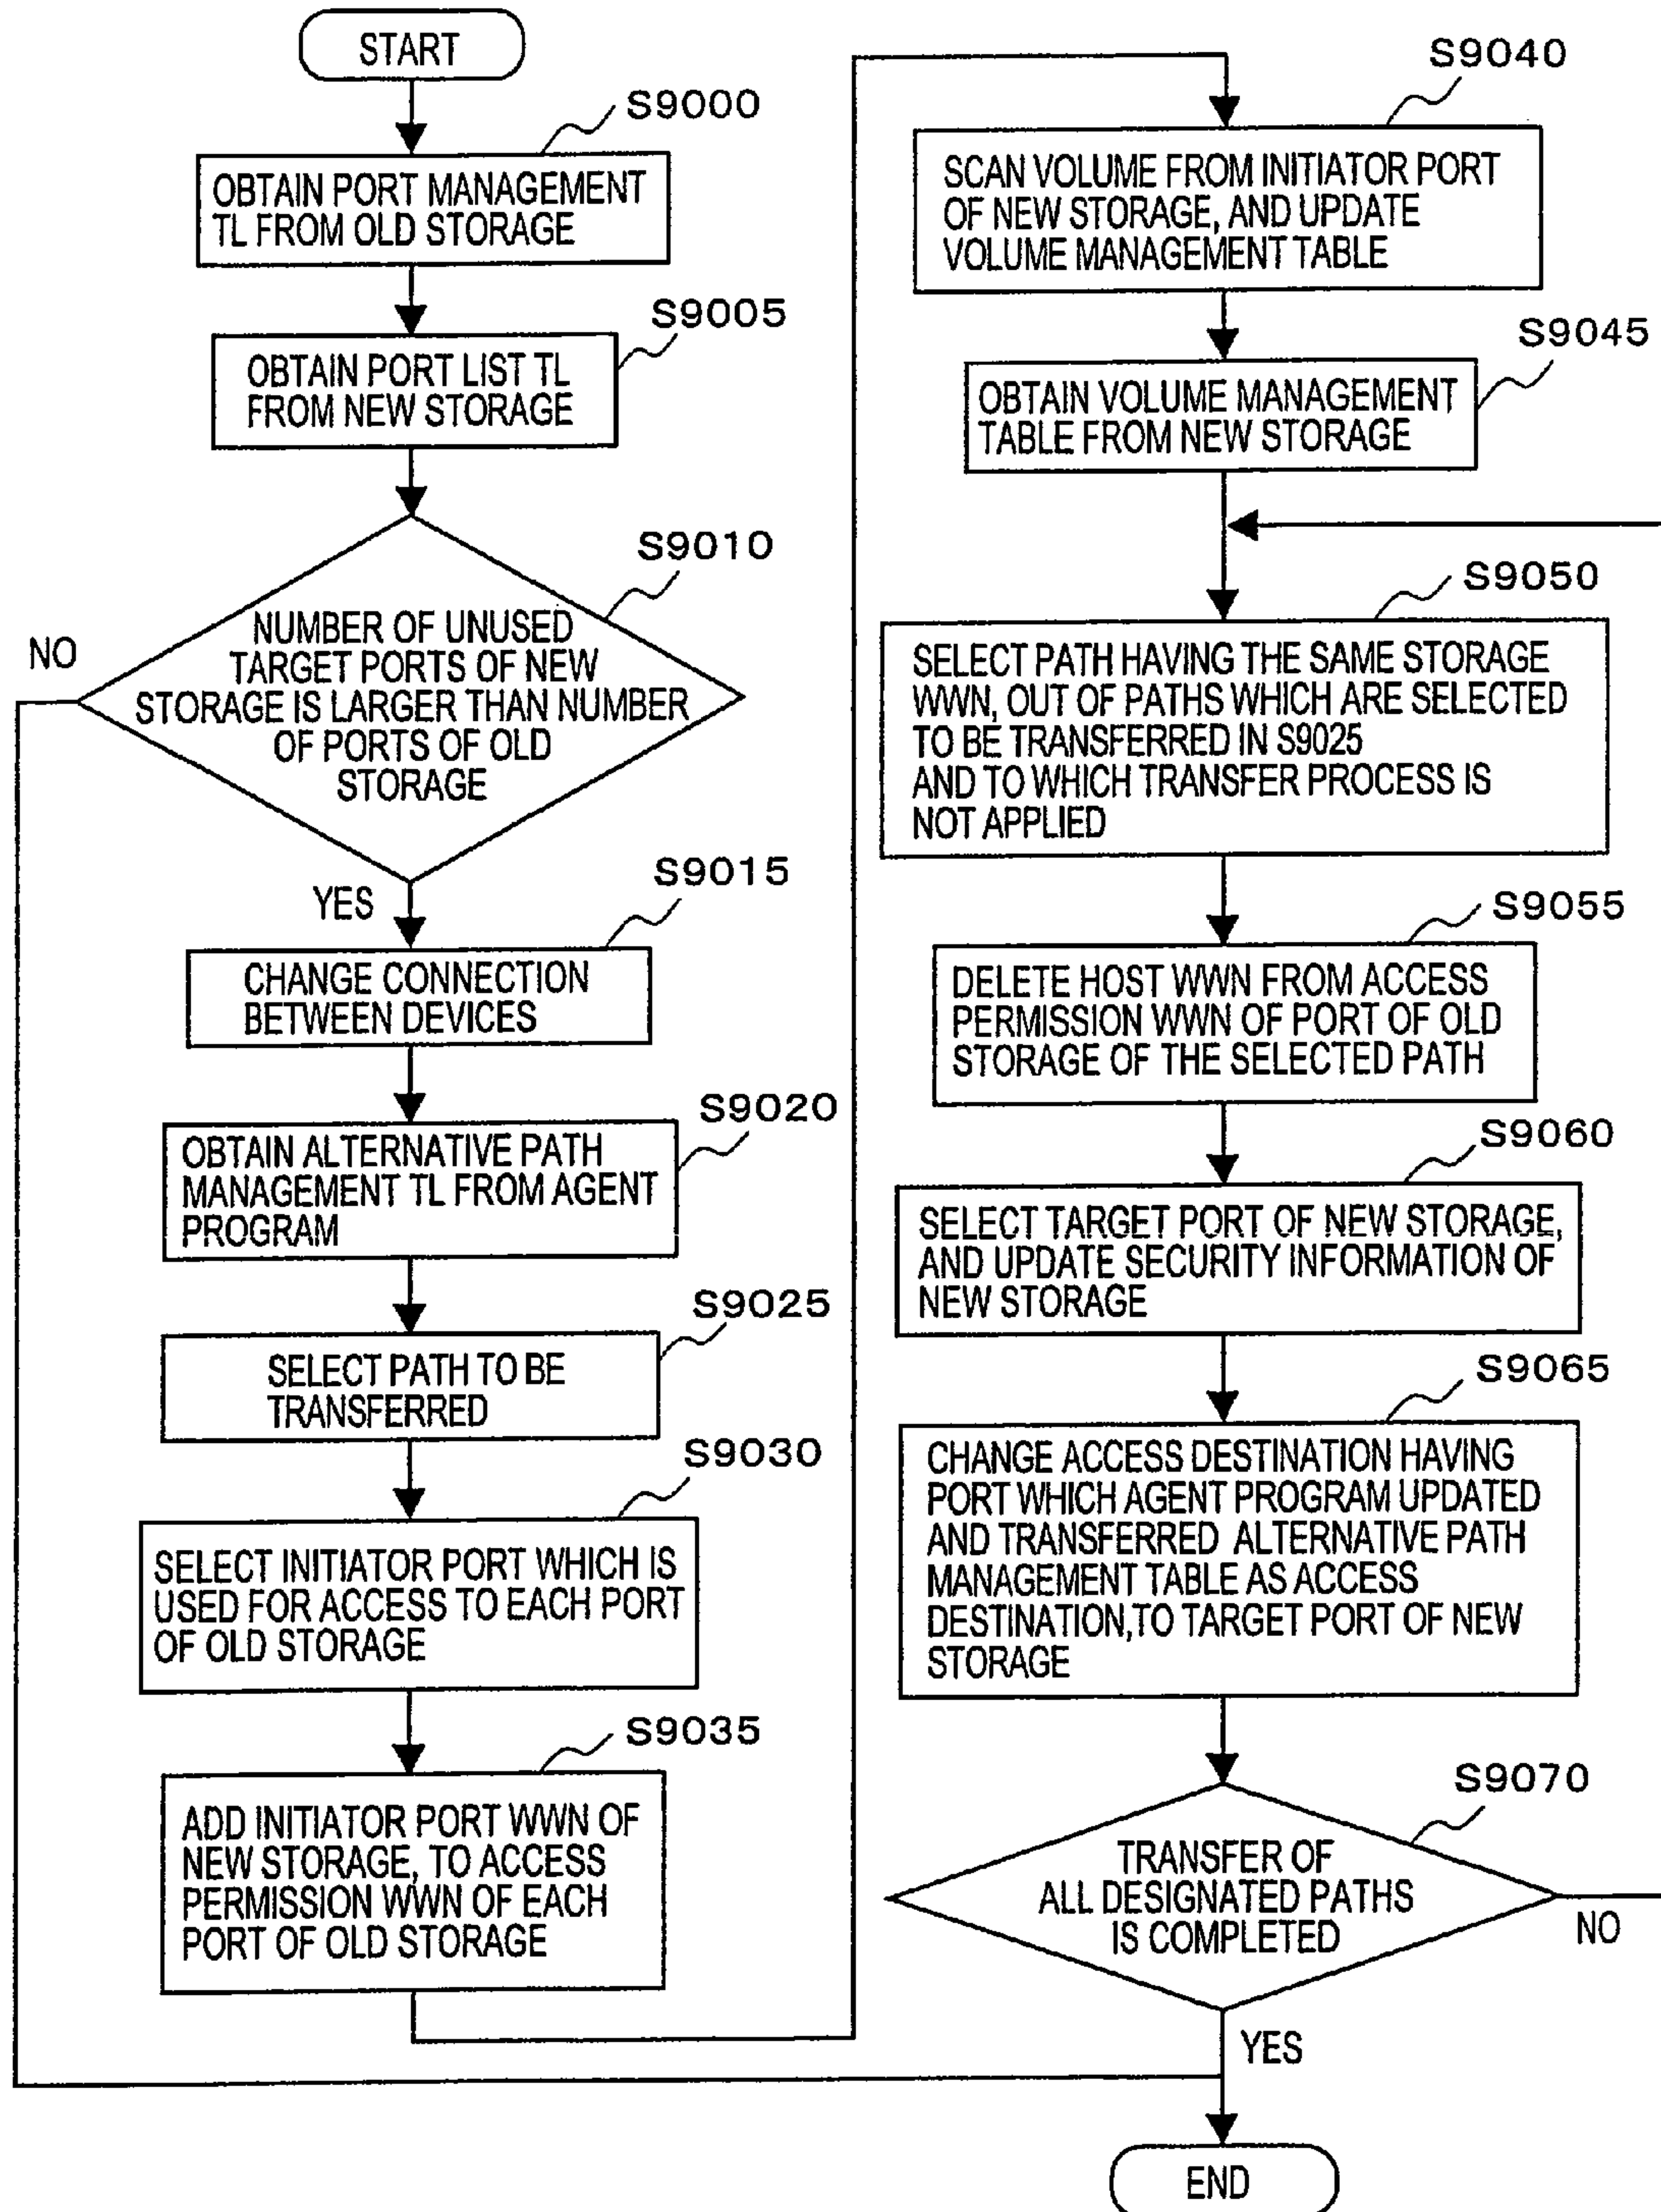 START
S9000
OBTAIN PORT MANAGEMENT
TL FROM OLD STORAGE
S9005
OBTAIN PORT LIST TL
FROM NEW STORAGE
S9010
NUMBER OF UNUSED
TARGET PORTS OF NEW
STORAGE IS LARGER THAN NUMBER
OF PORTS OF OLD
STORAGE
NO
YES
S9015
CHANGE CONNECTION
BETWEEN DEVICES
S9020
OBTAIN ALTERNATIVE PATH
MANAGEMENT TL FROM AGENT
PROGRAM
S9025
SELECT PATH TO BE
TRANSFERRED
S9030
SELECT INITIATOR PORT WHICH IS
USED FOR ACCESS TO EACH PORT
OF OLD STORAGE
S9035
ADD INITIATOR PORT WWN OF
NEW STORAGE, TO ACCESS
PERMISSION WWN OF EACH
PORT OF OLD STORAGE
S9040
SCAN VOLUME FROM INITIATOR PORT
OF NEW STORAGE, AND UPDATE
VOLUME MANAGEMENT TABLE
S9045
OBTAIN VOLUME MANAGEMENT
TABLE FROM NEW STORAGE
S9050
SELECT PATH HAVING THE SAME STORAGE
WWN, OUT OF PATHS WHICH ARE SELECTED
TO BE TRANSFERRED IN S9025
AND TO WHICH TRANSFER PROCESS IS
NOT APPLIED
S9055
DELETE HOST WWN FROM ACCESS
PERMISSION WWN OF PORT OF OLD
STORAGE OF THE SELECTED PATH
S9060
SELECT TARGET PORT OF NEW STORAGE,
AND UPDATE SECURITY INFORMATION OF
NEW STORAGE
S9065
CHANGE ACCESS DESTINATION HAVING
PORT WHICH AGENT PROGRAM UPDATED
AND TRANSFERRED ALTERNATIVE PATH
MANAGEMENT TABLE AS ACCESS
DESTINATION,TO TARGET PORT OF NEW
STORAGE
S9070
TRANSFER OF
ALL DESIGNATED PATHS
IS COMPLETED
NO
YES
END